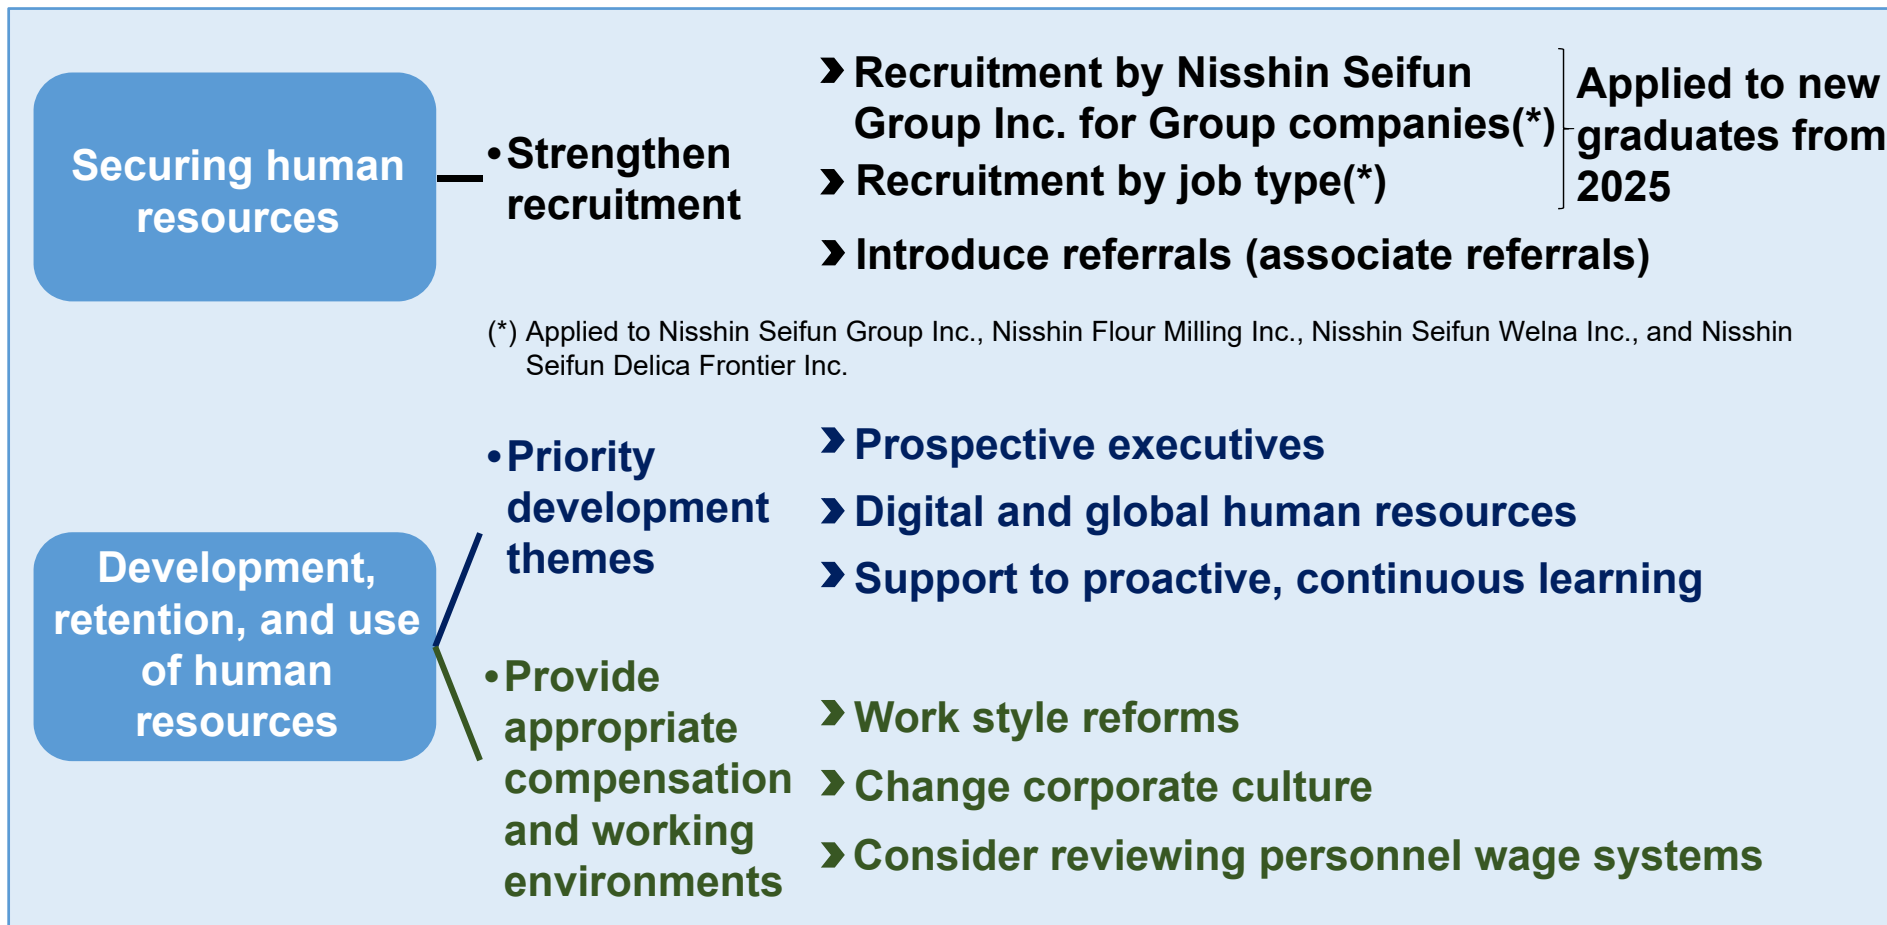 Securing human
resources
•Strengthen
recruitment
Recruitment by Nisshin Seifun
Group Inc. for Group companies(*)
Recruitment by job type(*)
Applied to new
graduates from
2025
Introduce referrals (associate referrals)
(*) Applied to Nisshin Seifun Group Inc., Nisshin Flour Milling Inc., Nisshin Seifun Welna Inc., and Nisshin
Seifun Delica Frontier Inc.
Development,
retention, and use
of human
resources
•Priority
development
themes
Prospective executives
Digital and global human resources
Support to proactive, continuous learning
•Provide
appropriate
compensation
and working
environments
Work style reforms
Change corporate culture
Consider reviewing personnel wage systems